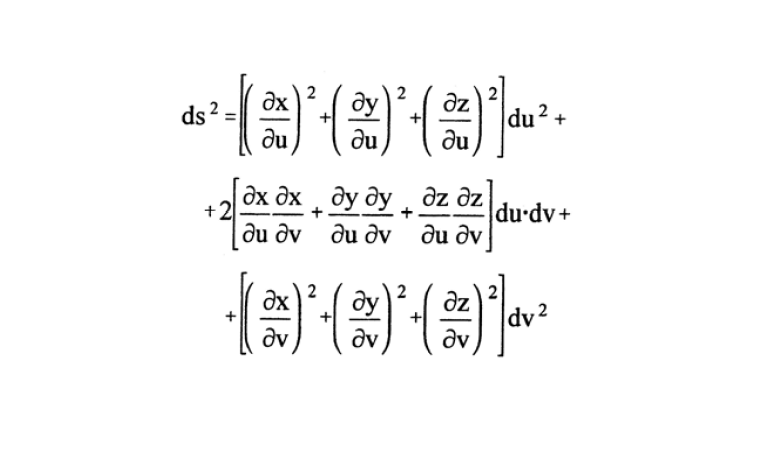 ds² = [(∂x/∂u)² + (∂y/∂u)² + (∂z/∂u)²] du² +
+ 2[∂x/∂u ∂x/∂v + ∂y/∂u ∂y/∂v + ∂z/∂u ∂z/∂v] du·dv +
+ [(∂x/∂v)² + (∂y/∂v)² + (∂z/∂v)²] dv²